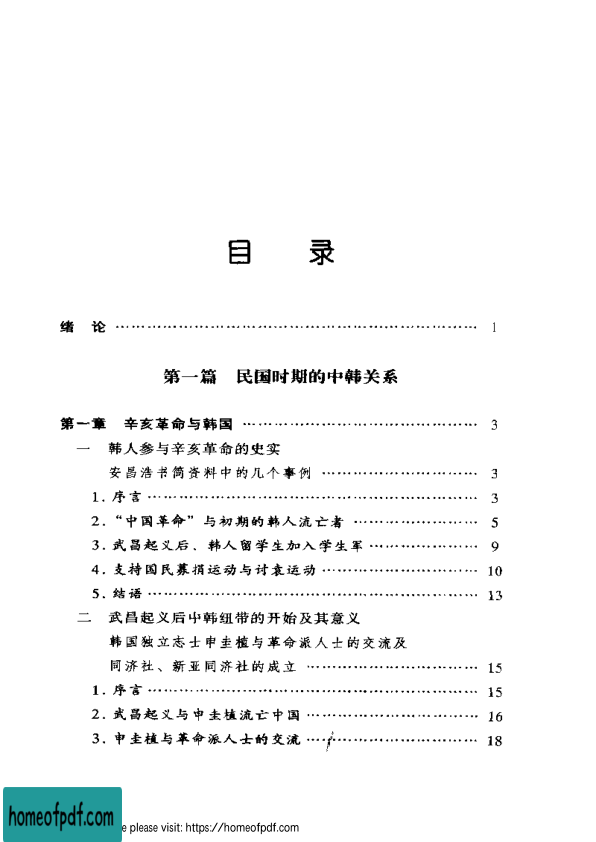 目 录
绪 论 …………………………………………………… 1
第一篇 民国时期的中韩关系
第一章 辛亥革命与韩国 ………………………………… 3
一 韩人参与辛亥革命的史实
安昌浩书简资料中的几个事例 …………………… 3
1. 序言 ……………………………………………… 3
2. “中国革命”与初期的韩人流亡者 ……………… 5
3. 武昌起义后、韩人留学生加入学生军 …………… 9
4. 支持国民募捐运动与讨袁运动 ………………… 10
5. 结语 ……………………………………………… 13
二 武昌起义后中韩纽带的开始及其意义
韩国独立志士申圭植与革命派人士的交流及
同济社、新亚同济社的成立 ……………………… 15
1. 序言 ……………………………………………… 15
2. 武昌起义与申圭植流亡中国 …………………… 16
3. 申圭植与革命派人士的交流 …………………… 18
homeofpdf.com
e please visit: https://homeofpdf.com